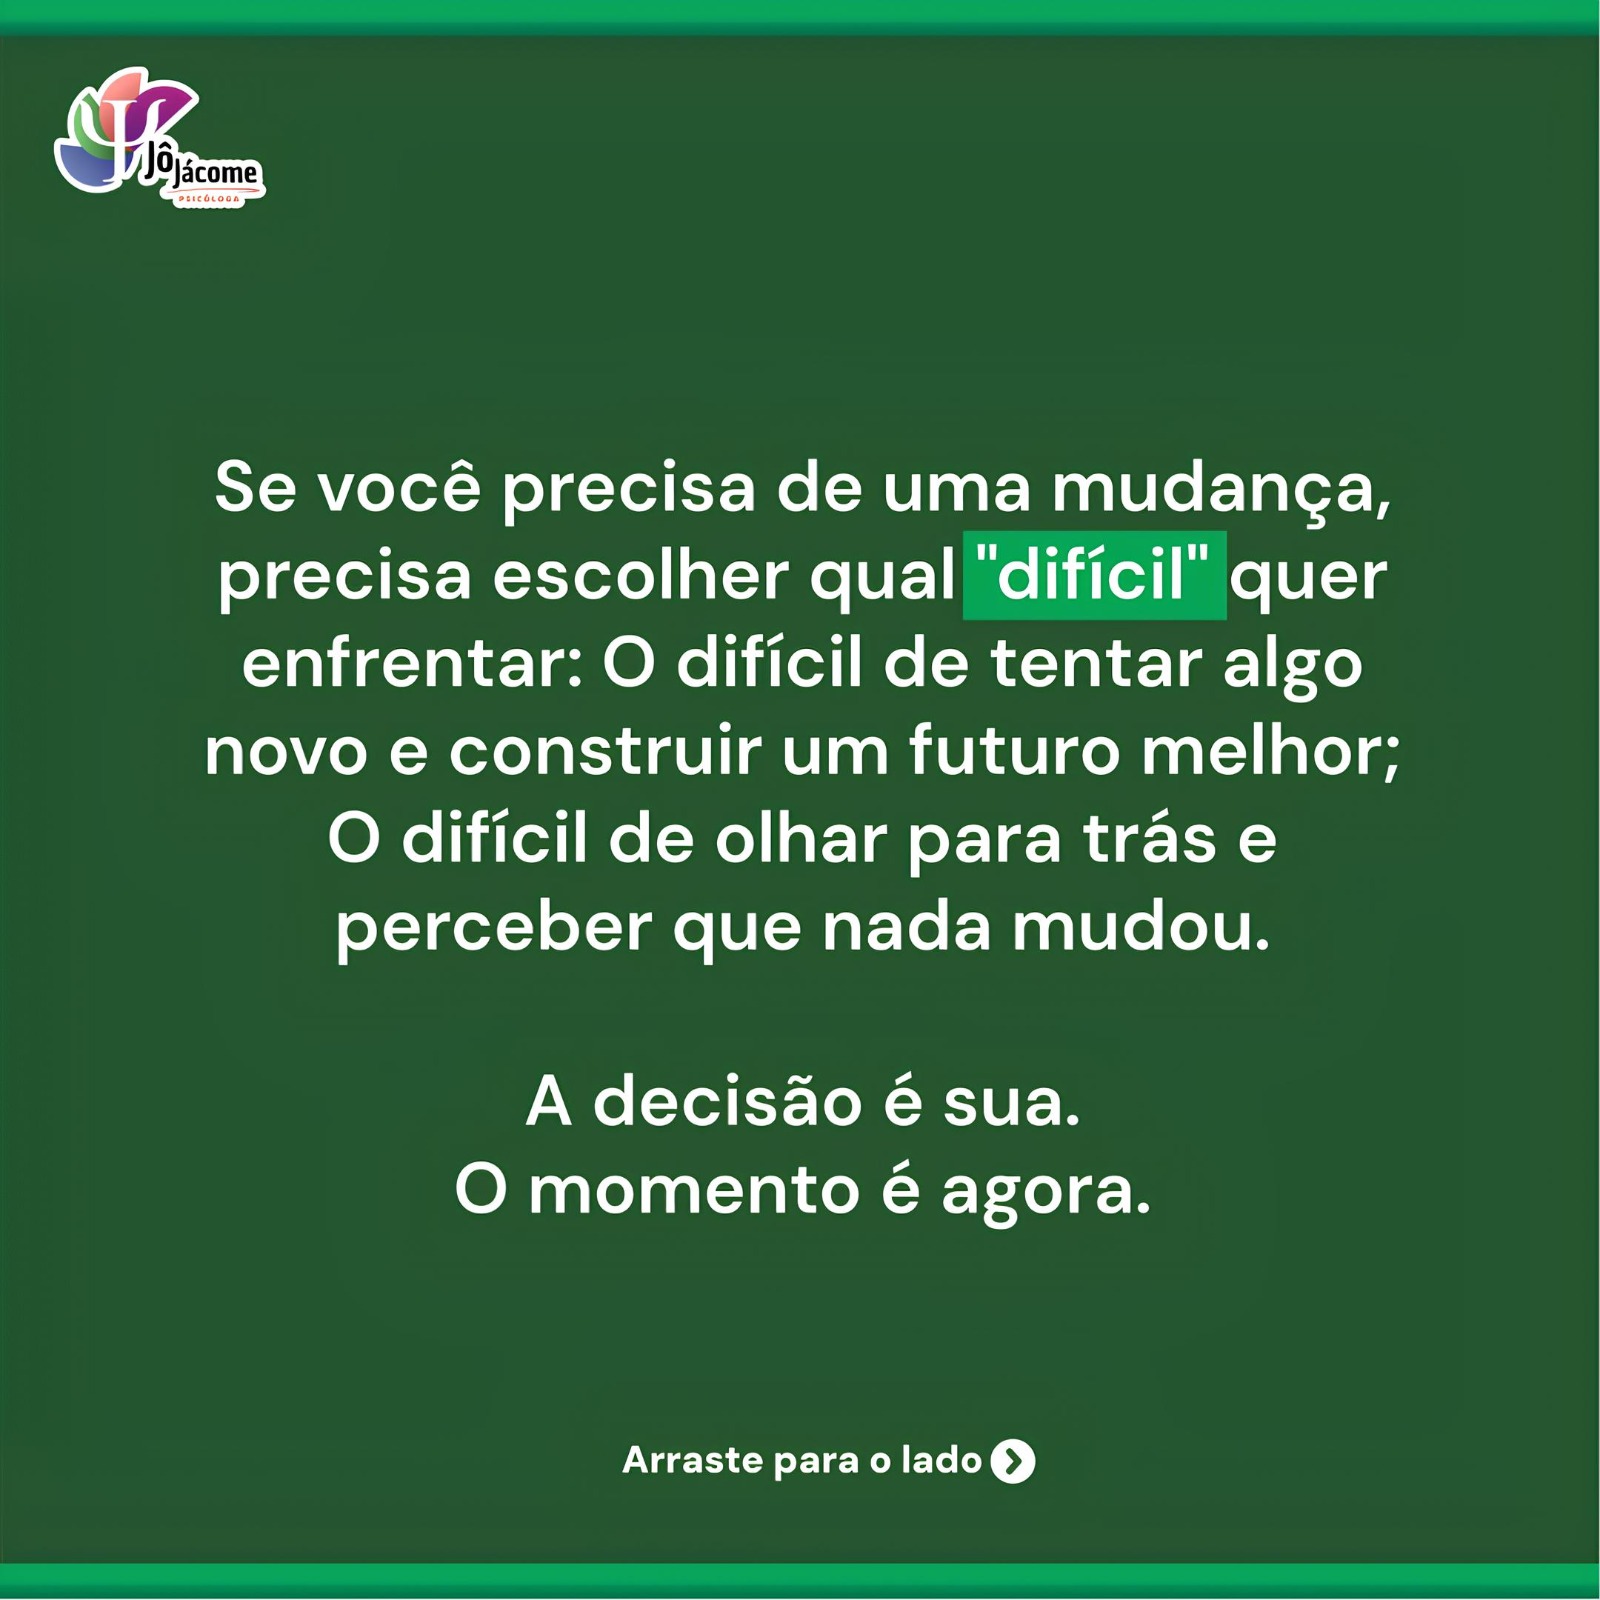 Jô
Jácome
PSICÓLOGA
Se você precisa de uma mudança,
precisa escolher qual "difícil" quer
enfrentar: O difícil de tentar algo
novo e construir um futuro melhor;
O difícil de olhar para trás e
perceber que nada mudou.
A decisão é sua.
O momento é agora.
Arraste para o lado